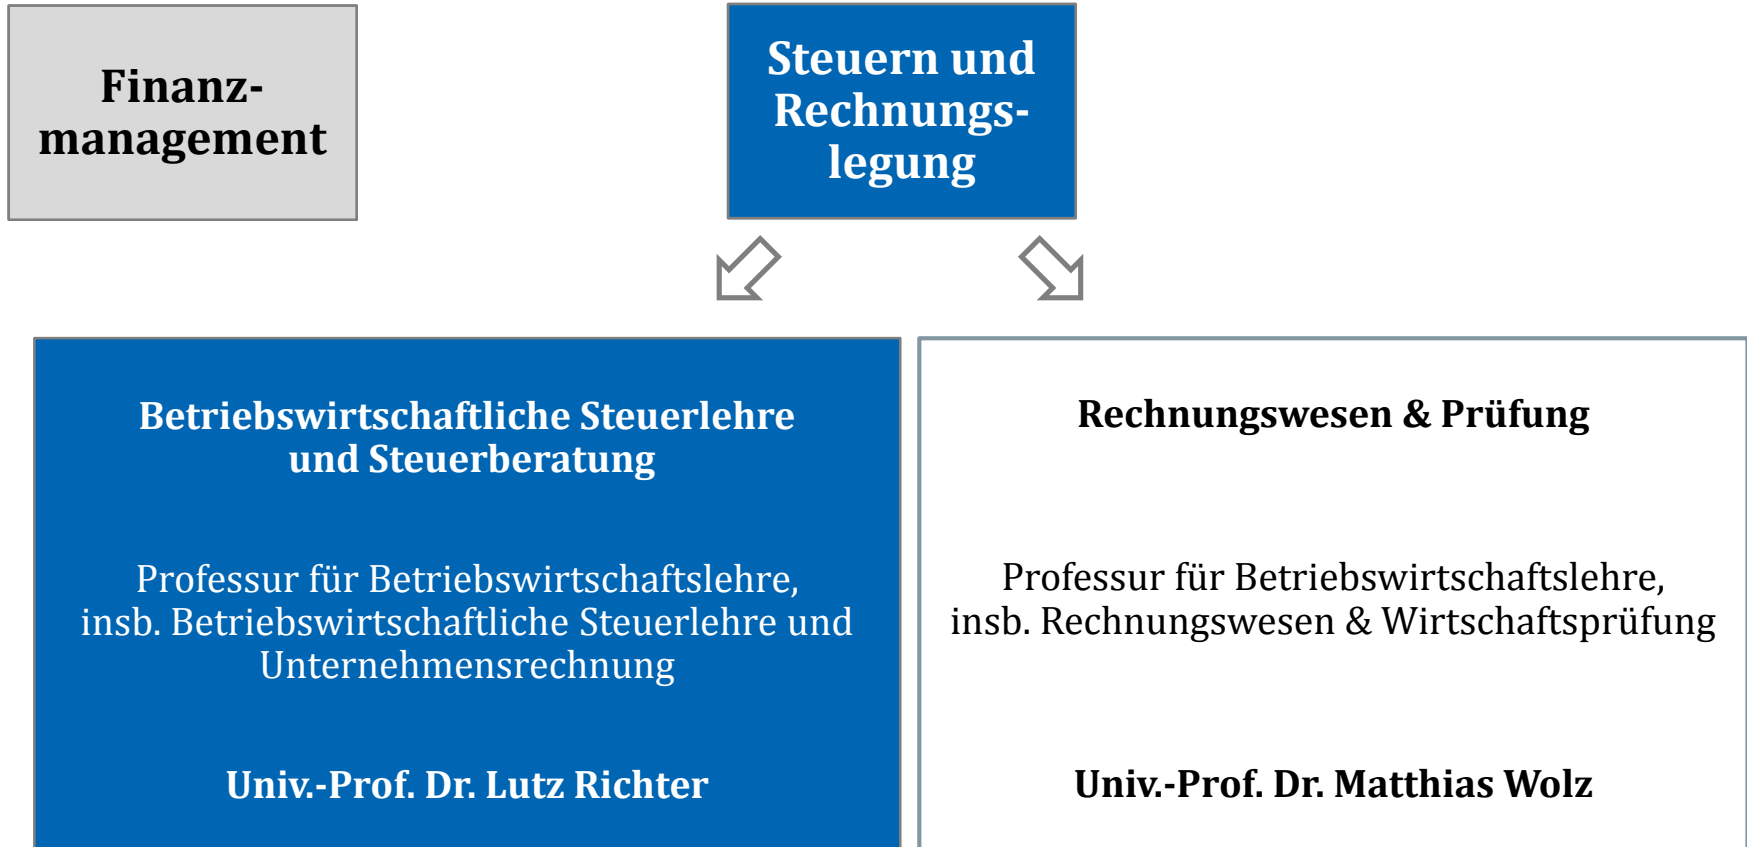 Finanz-
management
Steuern und
Rechnungs-
legung
Betriebswirtschaftliche Steuerlehre
und Steuerberatung
Professur für Betriebswirtschaftslehre,
insb. Betriebswirtschaftliche Steuerlehre und
Unternehmensrechnung
Univ.-Prof. Dr. Lutz Richter
Rechnungswesen & Prüfung
Professur für Betriebswirtschaftslehre,
insb. Rechnungswesen & Wirtschaftsprüfung
Univ.-Prof. Dr. Matthias Wolz